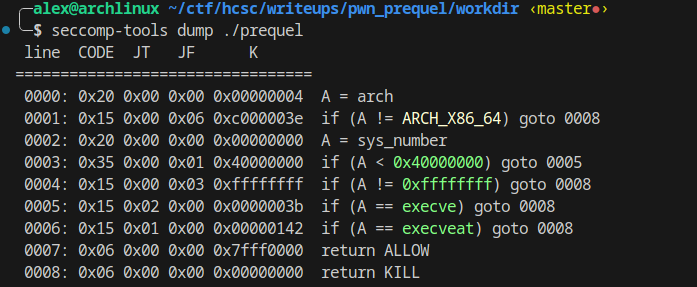 alex@archlinux ~/ctf/hcsc/writeups/pwn_prequel/workdir ‹master●›
$ seccomp-tools dump ./prequel
line CODE JT JF K
=================================
0000: 0x20 0x00 0x00 0x00000004 A = arch
0001: 0x15 0x00 0x06 0xc000003e if (A != ARCH_X86_64) goto 0008
0002: 0x20 0x00 0x00 0x00000000 A = sys_number
0003: 0x35 0x00 0x01 0x40000000 if (A < 0x40000000) goto 0005
0004: 0x15 0x00 0x03 0xffffffff if (A != 0xffffffff) goto 0008
0005: 0x15 0x02 0x00 0x0000003b if (A == execve) goto 0008
0006: 0x15 0x01 0x00 0x00000142 if (A == execveat) goto 0008
0007: 0x06 0x00 0x00 0x7fff0000 return ALLOW
0008: 0x06 0x00 0x00 0x00000000 return KILL